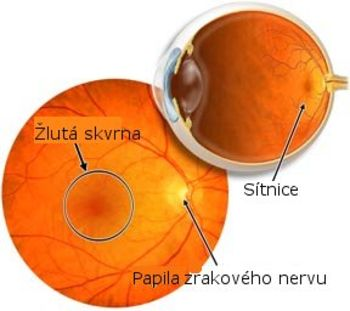 Žlutá skvrna
Sítnice
Papila zrakového nervu